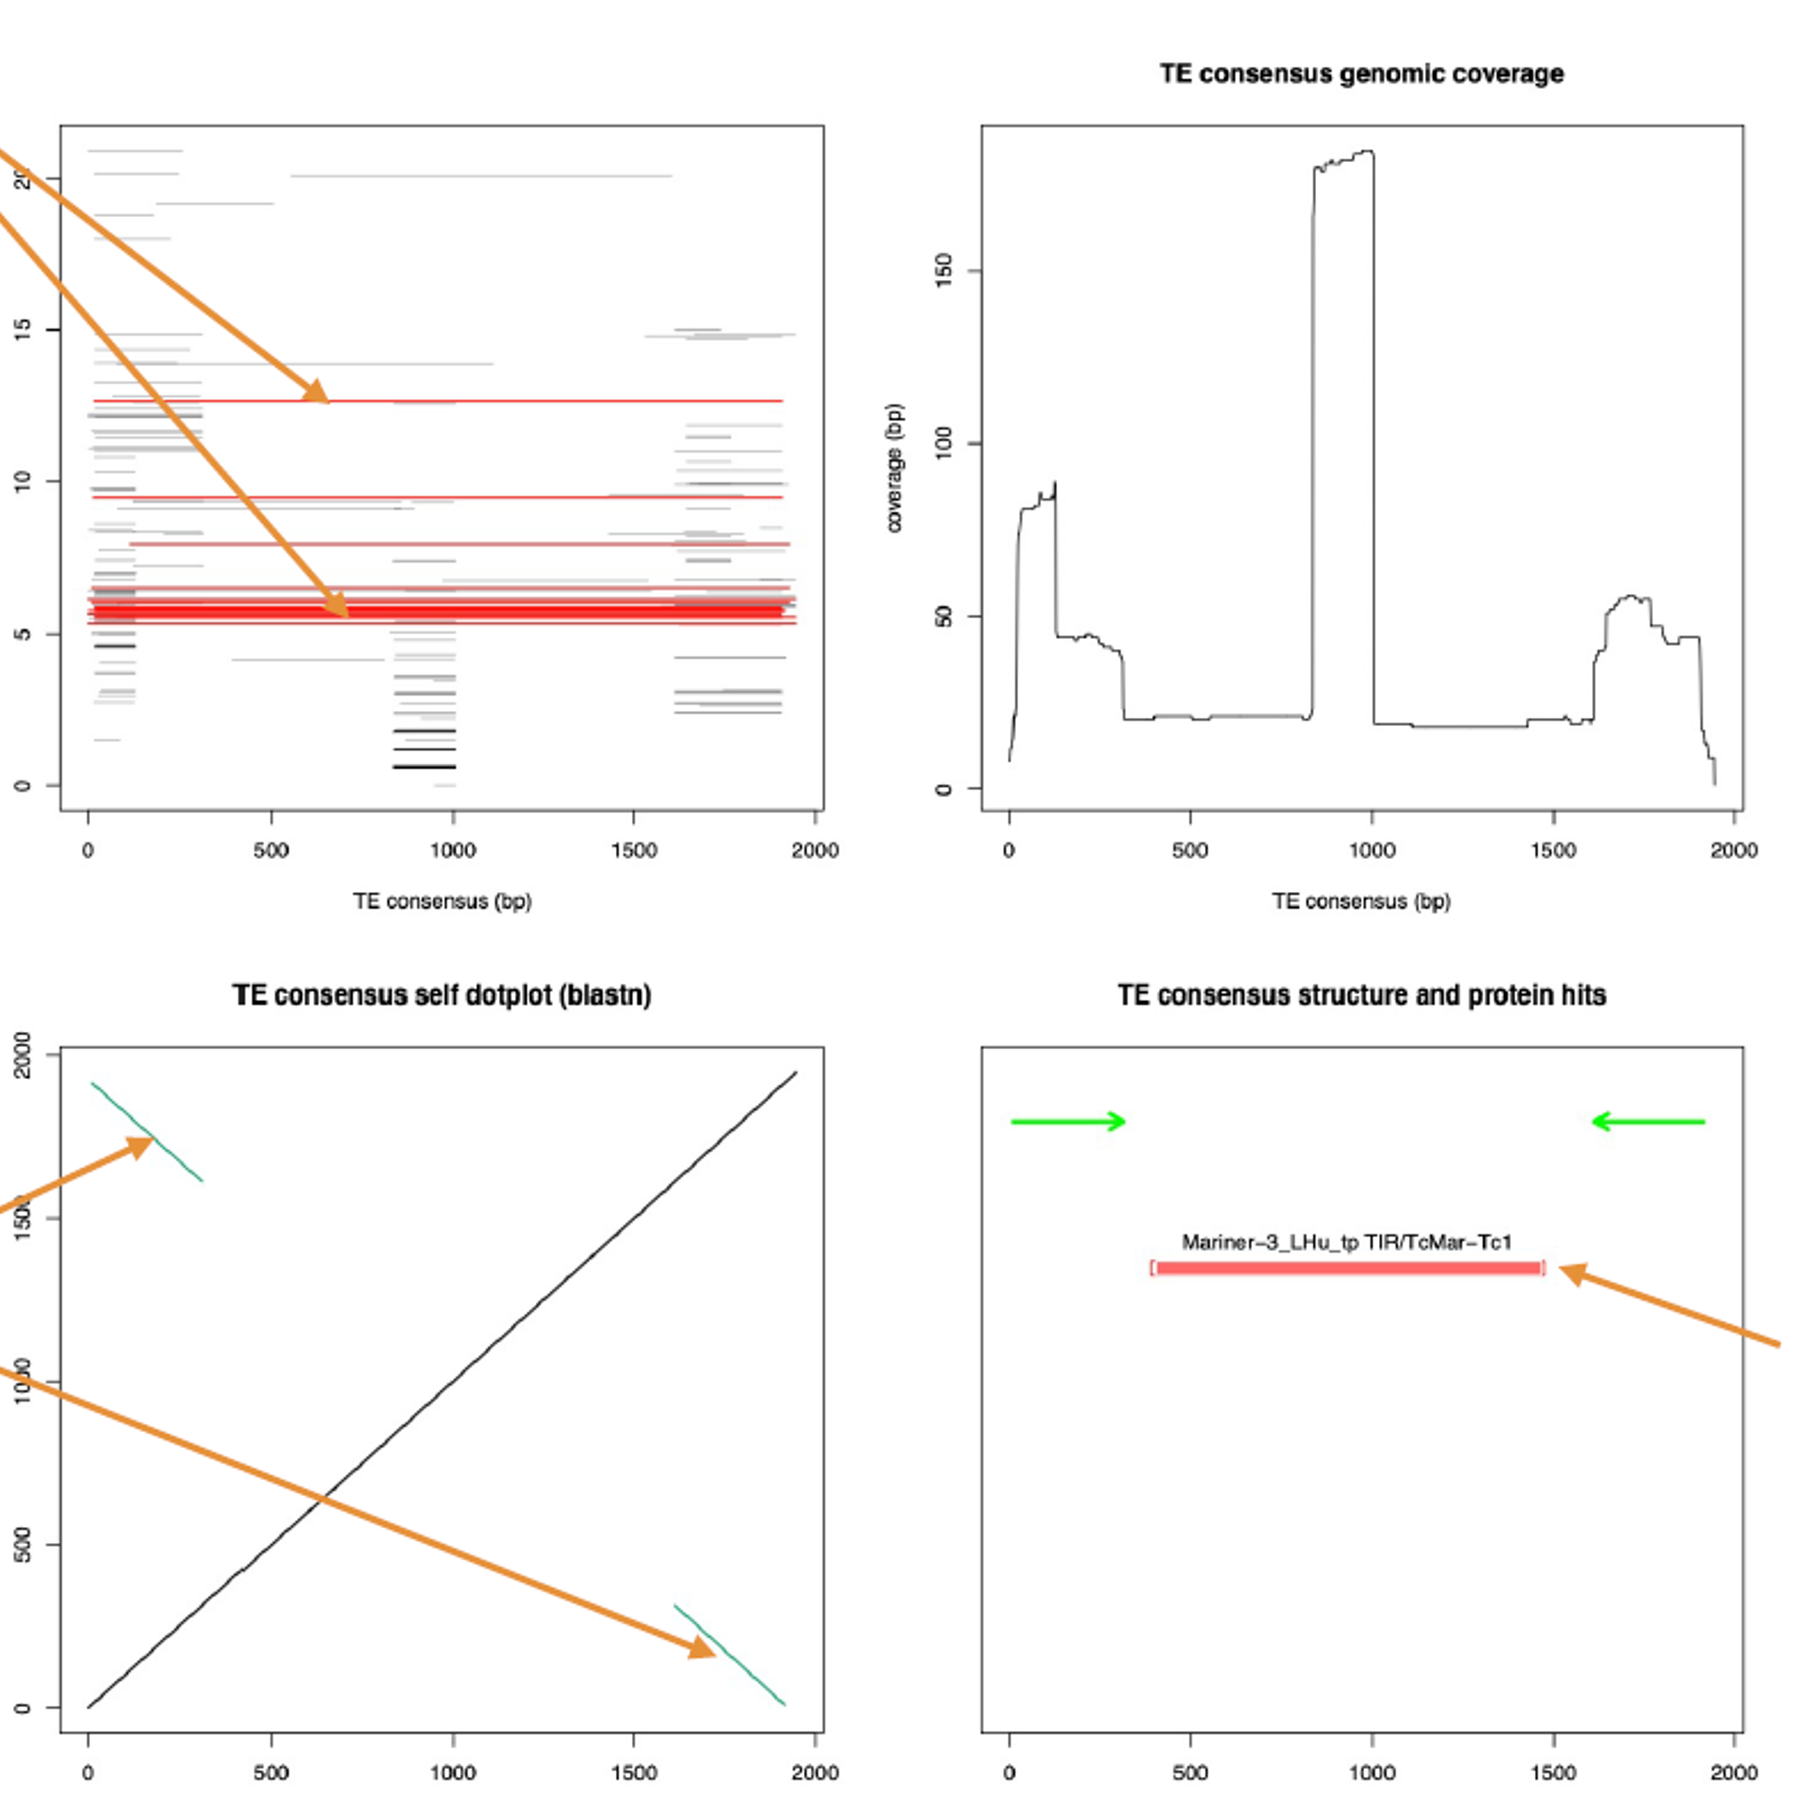 TE consensus genomic coverage
20
15
10
5
0
0 500 1000 1500 2000
TE consensus (bp)
coverage (bp)
150
100
50
0
0 500 1000 1500 2000
TE consensus (bp)
TE consensus self dotplot (blastn)
2000
1500
1000
500
0
0 500 1000 1500 2000
TE consensus structure and protein hits
Mariner-3_LHu_tp TIR/TcMar-Tc1
0 500 1000 1500 2000